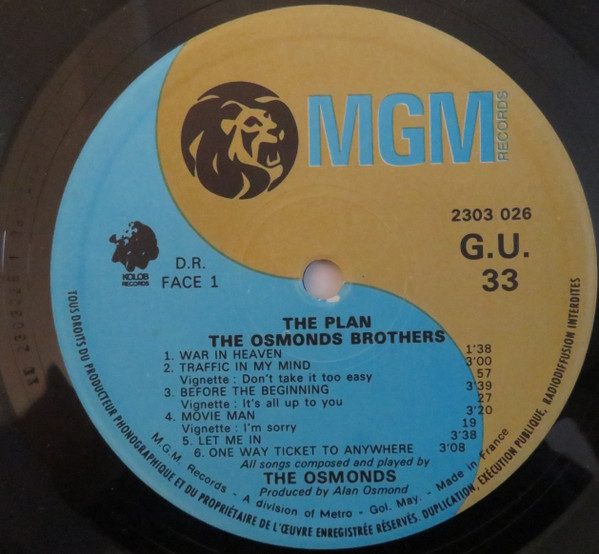 MGM
RECORDS
2303 026
G.U.
33
KOLOB
RECORDS
D.R.
FACE 1
THE PLAN
THE OSMONDS BROTHERS
1. WAR IN HEAVEN 1'38
2. TRAFFIC IN MY MIND 3'00
Vignette : Don't take it too easy 57
3. BEFORE THE BEGINNING 3'39
Vignette : It's all up to you 27
4. MOVIE MAN 3'20
Vignette : I'm sorry 19
5. LET ME IN 3'38
6. ONE WAY TICKET TO ANYWHERE 3'08
All songs composed and played by
THE OSMONDS
Produced by Alan Osmond
M.G.M. Records - A division of Metro - Gol. May. - Made in France
TOUS DROITS DU PRODUCTEUR PHONOGRAPHIQUE ET DU PROPRIÉTAIRE DE L'ŒUVRE ENREGISTRÉE RÉSERVÉS. DUPLICATION, EXÉCUTION PUBLIQUE, RADIODIFFUSION INTERDITES